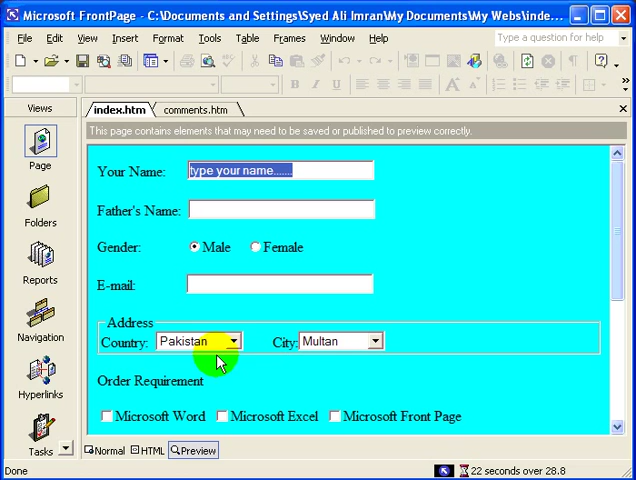 Microsoft FrontPage - C:\Documents and Settings\Syed Ali Imran\My Documents\My Webs\inde...
File Edit View Insert Format Tools Table Frames Window Help Type a question for help
Views
index.htm comments.htm
This page contains elements that may need to be saved or published to preview correctly.
Page
Folders
Reports
Navigation
Hyperlinks
Tasks
Your Name: type your name.......
Father's Name:
Gender: Male Female
E-mail:
Address
Country: Pakistan City: Multan
Order Requirement
Microsoft Word Microsoft Excel Microsoft Front Page
Normal HTML Preview
Done 22 seconds over 28.8